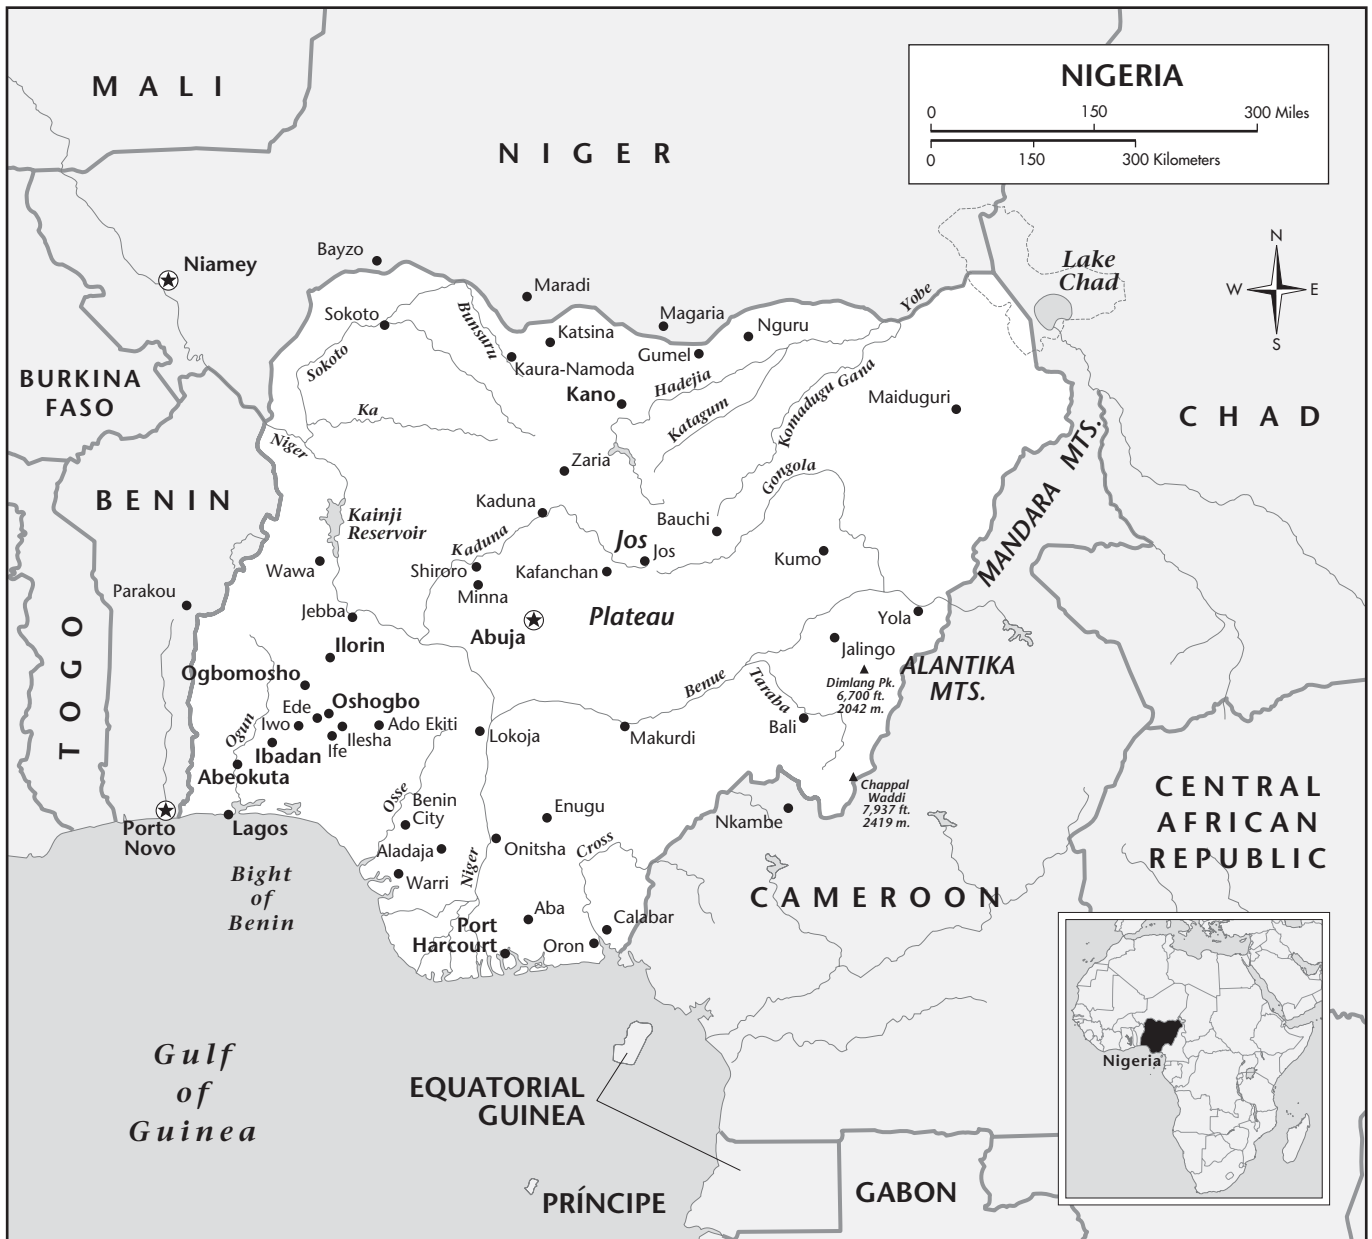 NIGERIA
0 150 300 Miles
0 150 300 Kilometers
MALI
NIGER
N
W E
S
Lake
Chad
Niamey
Bayzo
Maradi
Magaria
Yobe
Sokoto
Bunsuru
Katsina
Nguru
Gumel
Sokoto
Kaura-Namoda
Hadejia
Kano
BURKINA
FASO
Ka
Katagum
Komadugu Gana
Maiduguri
CHAD
Niger
MANDARA MTS.
Zaria
Gongola
BENIN
Kaduna
Kainji
Reservoir
Bauchi
Kaduna
Jos
Jos
Wawa
Shiroro
Kafanchan
Kumo
Parakou
Minna
Jebba
Plateau
Yola
TOGO
Abuja
Ilorin
Jalingo
ALANTIKA
MTS.
Ogbomosho
Benue
Taraba
Dimlang Pk.
6,700 ft.
2042 m.
Oshogbo
Ede
Iwo
Ogun
Ado Ekiti
Ilesha
Ife
Lokoja
Makurdi
Bali
Ibadan
Abeokuta
Osse
Benin
City
Enugu
Chappal
Waddi
7,937 ft.
2419 m.
CENTRAL
AFRICAN
REPUBLIC
Nkambe
Porto
Novo
Lagos
Cross
Aladaja
Onitsha
Niger
Bight
of
Benin
Warri
CAMEROON
Aba
Calabar
Port
Harcourt
Oron
Gulf
of
Guinea
Nigeria
EQUATORIAL
GUINEA
PRÍNCIPE
GABON